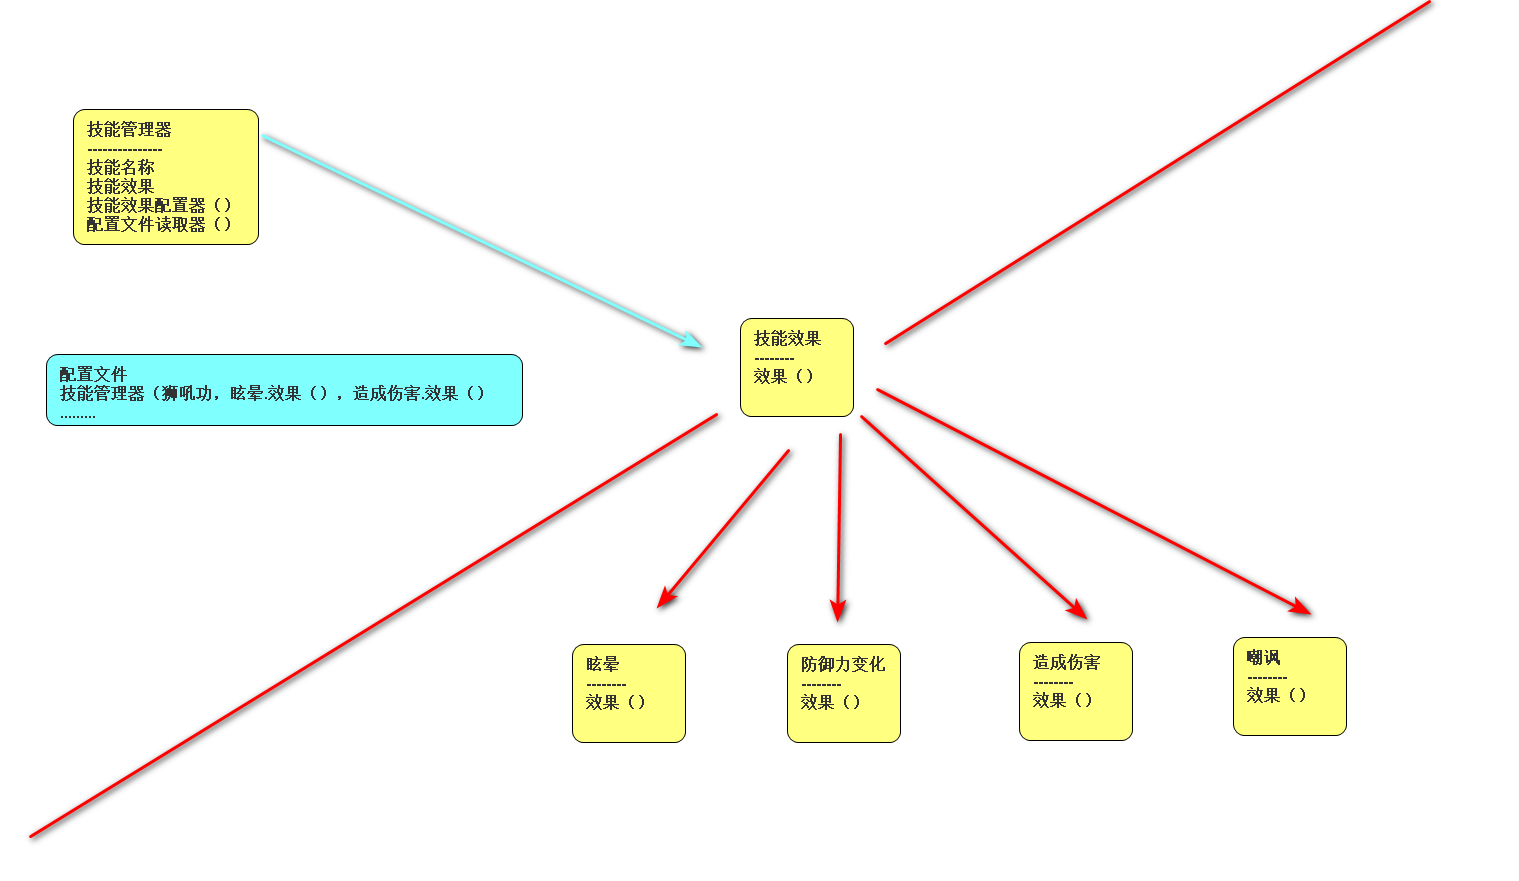 技能管理器
---------------
技能名称
技能效果
技能效果配置器（）
配置文件读取器（）
配置文件
技能管理器（狮吼功，眩晕.效果（），造成伤害.效果（）
.........
技能效果
--------
效果（）
眩晕
--------
效果（）
防御力变化
--------
效果（）
造成伤害
--------
效果（）
嘲讽
--------
效果（）